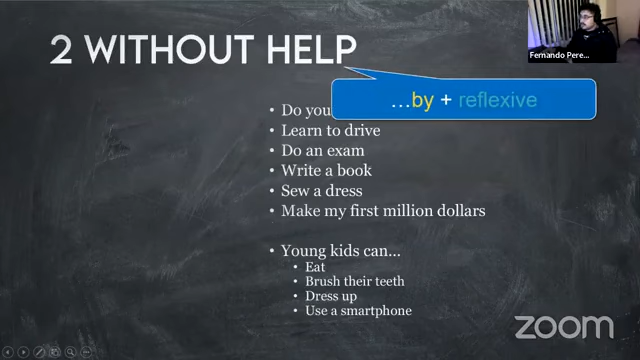 Fernando Pere...
2 WITHOUT HELP
...by + reflexive
• Do you
• Learn to drive
• Do an exam
• Write a book
• Sew a dress
• Make my first million dollars
• Young kids can...
• Eat
• Brush their teeth
• Dress up
• Use a smartphone
zoom